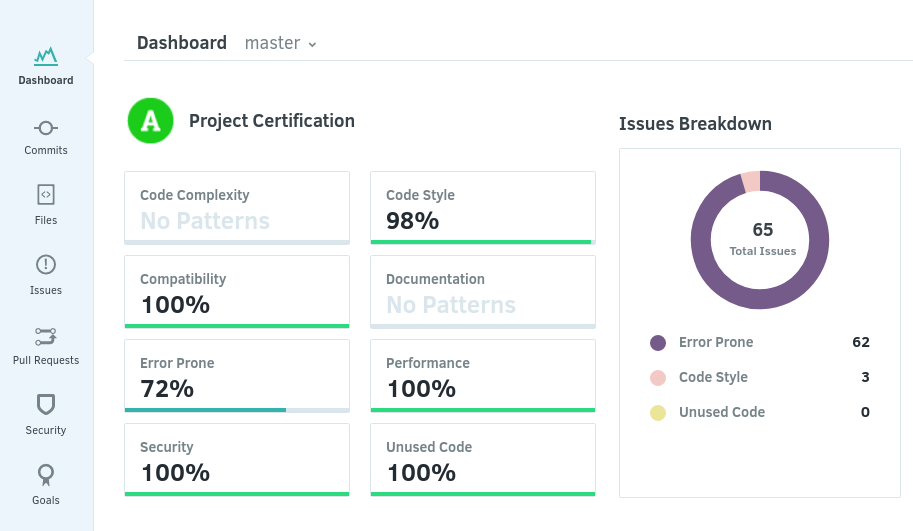 Dashboard
Commits
Files
Issues
Pull Requests
Security
Goals
Dashboard master
A Project Certification
Code Complexity
No Patterns
Code Style
98%
Compatibility
100%
Documentation
No Patterns
Error Prone
72%
Performance
100%
Security
100%
Unused Code
100%
Issues Breakdown
65
Total Issues
Error Prone 62
Code Style 3
Unused Code 0